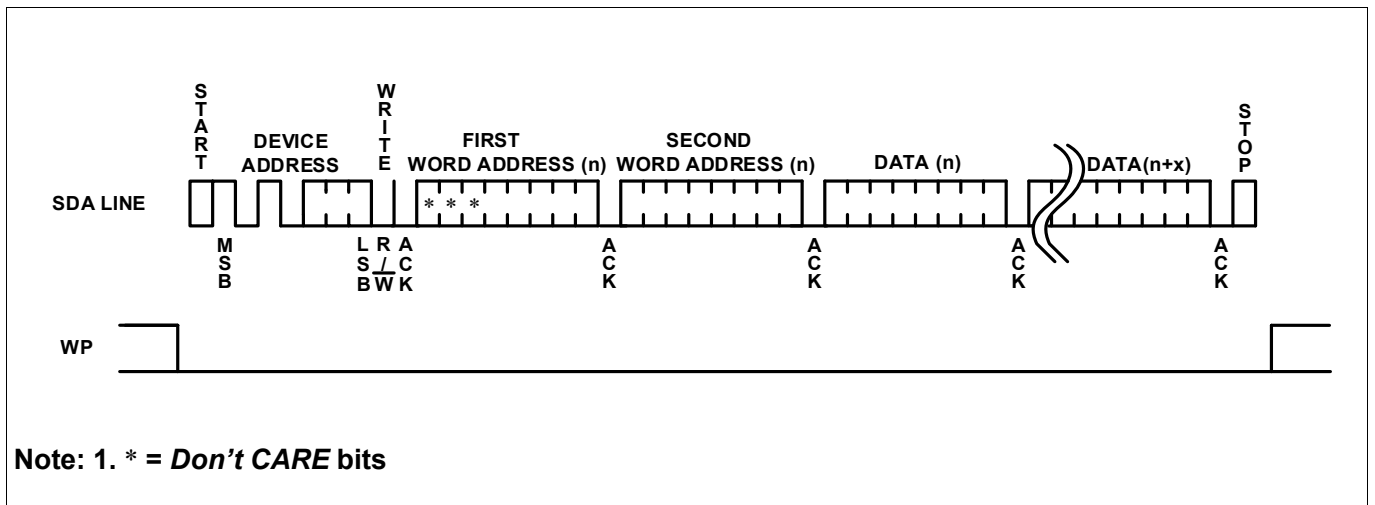 START
WRITE
STOP
DEVICE
ADDRESS
FIRST
WORD ADDRESS (n)
SECOND
WORD ADDRESS (n)
DATA (n)
DATA(n+x)
SDA LINE
* * *
MSB
LSB
R/W
ACK
ACK
ACK
ACK
ACK
WP
Note: 1. * = Don't CARE bits